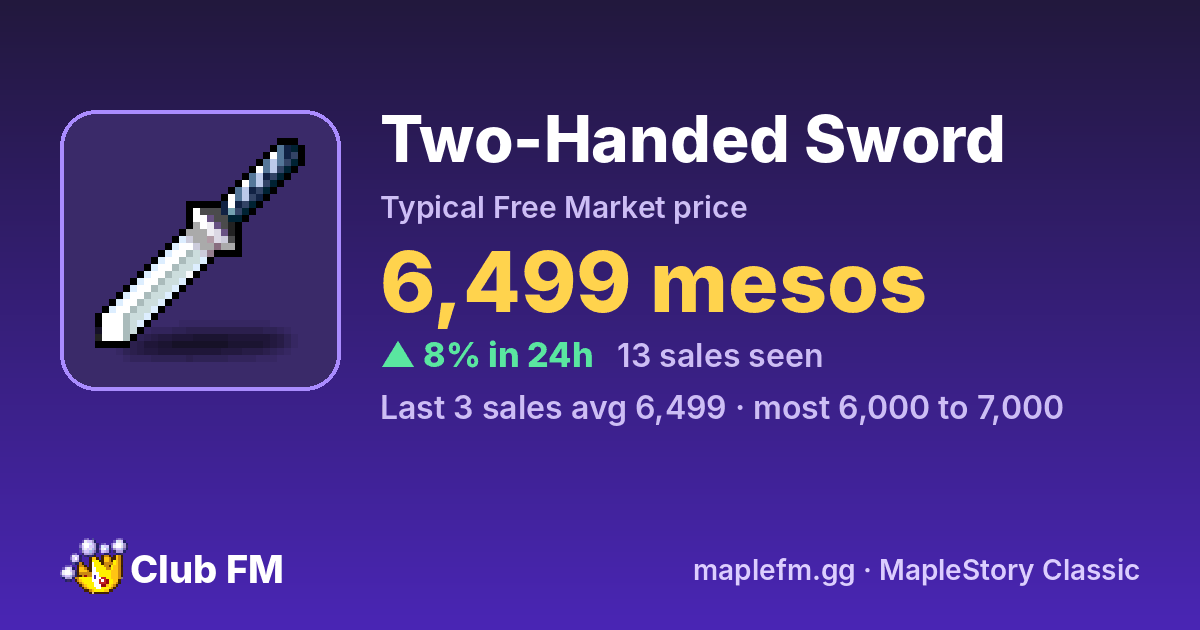 Two-Handed Sword
Typical Free Market price
6,499 mesos
▲ 8% in 24h 13 sales seen
Last 3 sales avg 6,499 · most 6,000 to 7,000
Club FM
maplefm.gg · MapleStory Classic